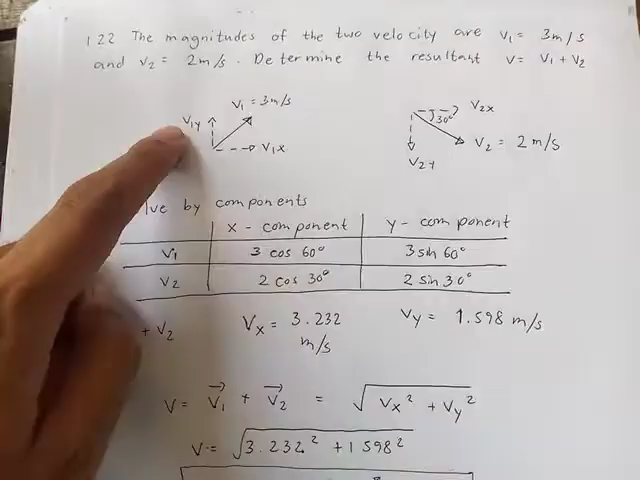 1.22 The magnitudes of the two velocity are V1 = 3m/s
and V2 = 2m/s. Determine the resultant V= V1 + V2
V1 = 3m/s
V1y
V1x
30°
V2x
V2 = 2 m/s
V2y
lve by components
x - component y - component
V1 3 cos 60° 3 sin 60°
V2 2 cos 30° 2 sin 30°
+ V2 Vx = 3.232 m/s Vy = 1.598 m/s
V = V1 + V2 = √Vx² + Vy²
V = √3.232² + 1.598²